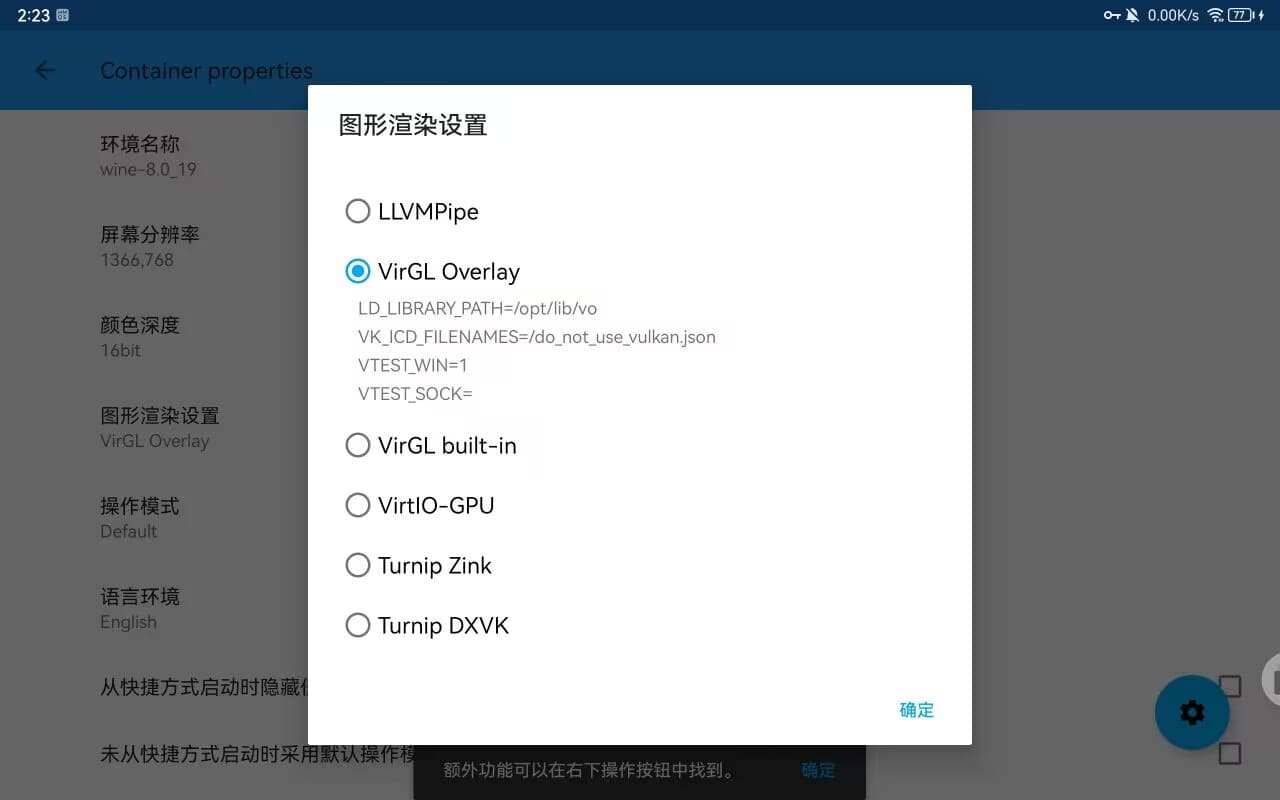 2:23
0.00K/s
77
Container properties
环境名称
wine-8.0_19
屏幕分辨率
1366,768
颜色深度
16bit
图形渲染设置
VirGL Overlay
操作模式
Default
语言环境
English
从快捷方式启动时隐藏
未从快捷方式启动时采用默认操作模
图形渲染设置
LLVMPipe
VirGL Overlay
LD_LIBRARY_PATH=/opt/lib/vo
VK_ICD_FILENAMES=/do_not_use_vulkan.json
VTEST_WIN=1
VTEST_SOCK=
VirGL built-in
VirtIO-GPU
Turnip Zink
Turnip DXVK
确定
额外功能可以在右下操作按钮中找到。
确定